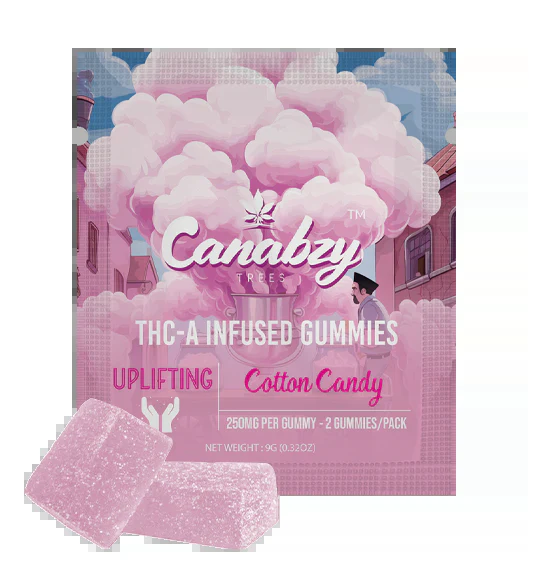 Canabzy™
TREES
THC-A INFUSED GUMMIES
UPLIFTING
Cotton Candy
250MG PER GUMMY - 2 GUMMIES/PACK
NET WEIGHT : 9G (0.32OZ)